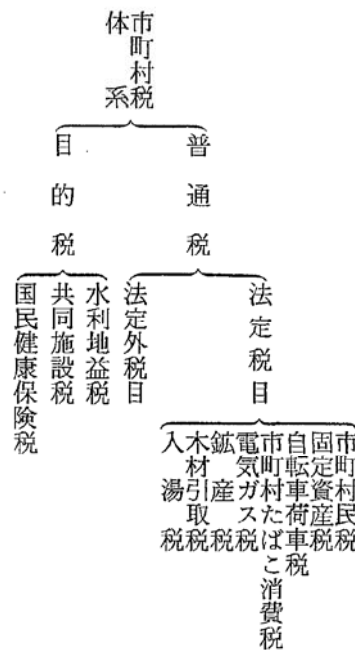 市町村税
体系
普通税
法定税目
市町村民税
固定資産税
自転車荷車税
市町村たばこ消費税
電気ガス税
鉱産税
木材引取税
入湯税
法定外税目
目的税
水利地益税
共同施設税
国民健康保険税